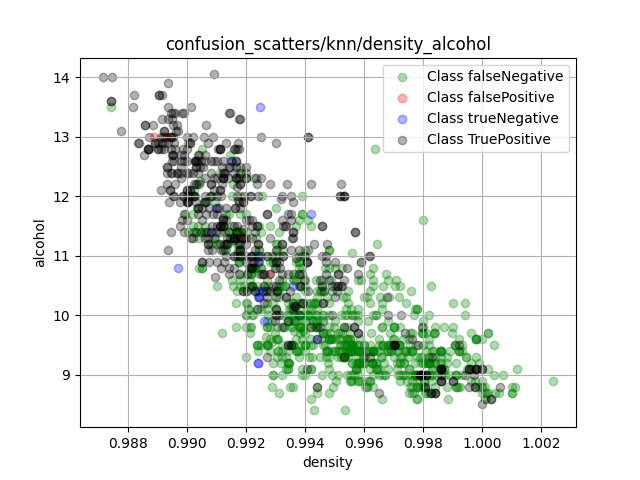 confusion_scatters/knn/density_alcohol
Class falseNegative
Class falsePositive
Class trueNegative
Class TruePositive
alcohol
14
13
12
11
10
9
0.988 0.990 0.992 0.994 0.996 0.998 1.000 1.002
density